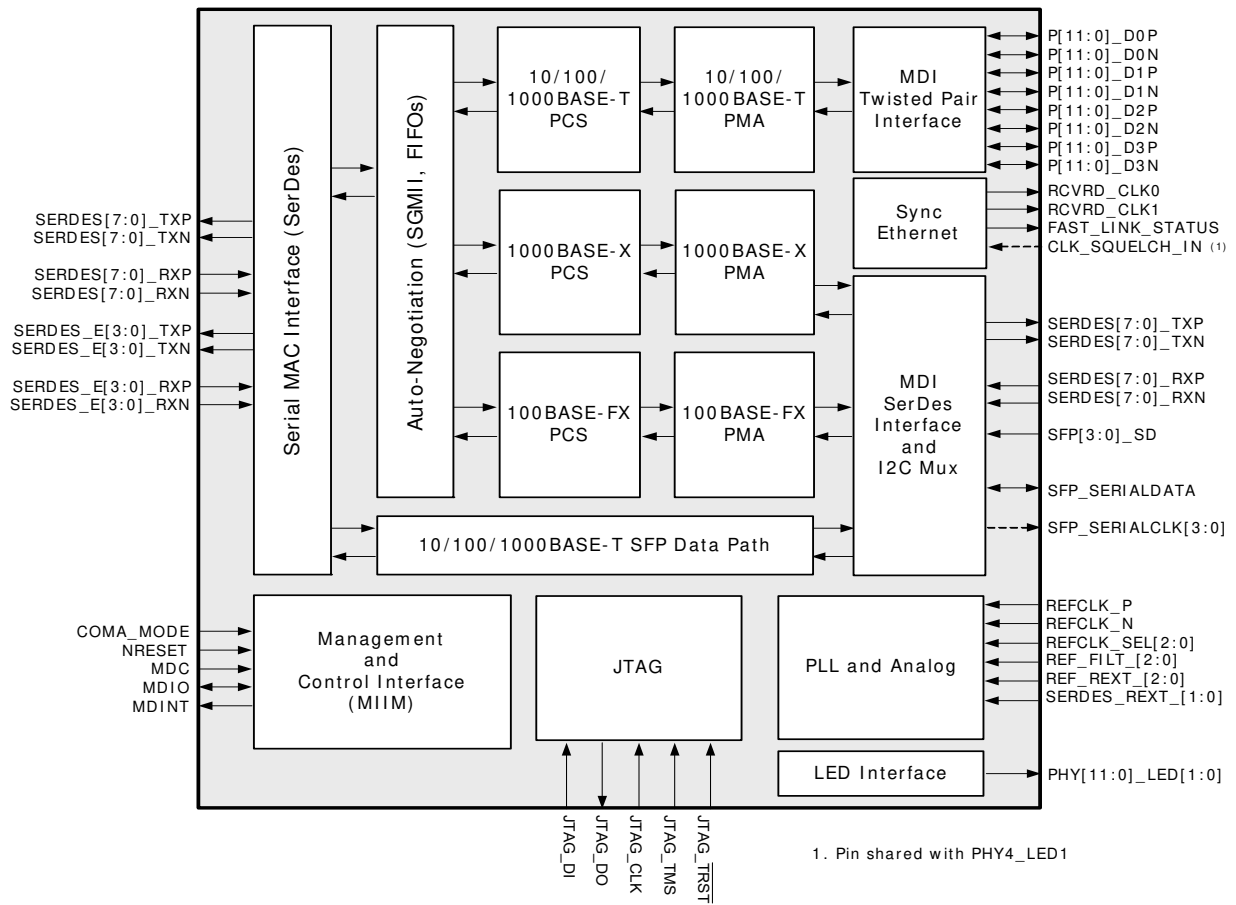 SERDES[7:0]_TXP
SERDES[7:0]_TXN
SERDES[7:0]_RXP
SERDES[7:0]_RXN
SERDES_E[3:0]_TXP
SERDES_E[3:0]_TXN
SERDES_E[3:0]_RXP
SERDES_E[3:0]_RXN
Serial MAC Interface (SerDes)
Auto-Negotiation (SGMII, FIFOs)
10/100/
1000BASE-T
PCS
10/100/
1000BASE-T
PMA
MDI
Twisted Pair
Interface
P[11:0]_D0P
P[11:0]_D0N
P[11:0]_D1P
P[11:0]_D1N
P[11:0]_D2P
P[11:0]_D2N
P[11:0]_D3P
P[11:0]_D3N
1000BASE-X
PCS
1000BASE-X
PMA
Sync
Ethernet
RCVRD_CLK0
RCVRD_CLK1
FAST_LINK_STATUS
CLK_SQUELCH_IN (1)
100BASE-FX
PCS
100BASE-FX
PMA
MDI
SerDes
Interface
and
I2C Mux
SERDES[7:0]_TXP
SERDES[7:0]_TXN
SERDES[7:0]_RXP
SERDES[7:0]_RXN
SFP[3:0]_SD
SFP_SERIALDATA
SFP_SERIALCLK[3:0]
10/100/1000BASE-T SFP Data Path
COMA_MODE
NRESET
MDC
MDIO
MDINT
Management
and
Control Interface
(MIIM)
JTAG
PLL and Analog
REFCLK_P
REFCLK_N
REFCLK_SEL[2:0]
REF_FILT_[2:0]
REF_REXT_[2:0]
SERDES_REXT_[1:0]
LED Interface
PHY[11:0]_LED[1:0]
JTAG_DI
JTAG_DO
JTAG_CLK
JTAG_TMS
JTAG_TRST
1. Pin shared with PHY4_LED1